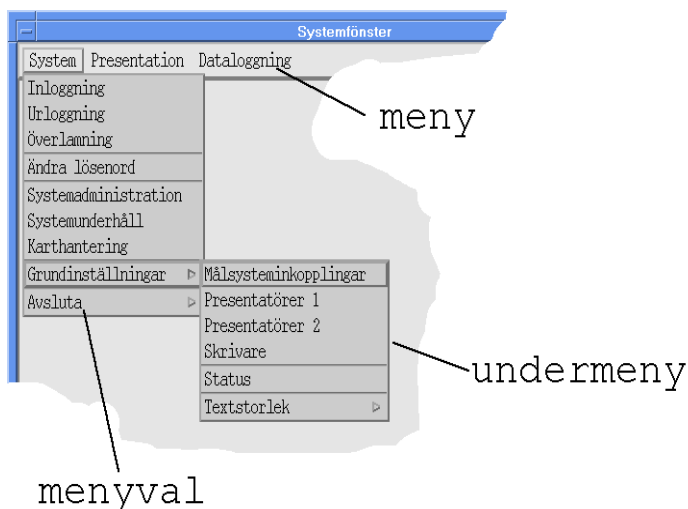 Systemfönster
System Presentation Dataloggning
meny
Inloggning
Urloggning
Överlamning
Ändra lösenord
Systemadministration
Systemunderhåll
Karthantering
Grundinställningar
Avsluta
Målsysteminkopplingar
Presentatörer 1
Presentatörer 2
Skrivare
Status
Textstorlek
undermeny
menyval